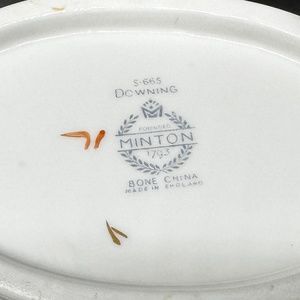 S-665
DOWNING
FOUNDED
MINTON
1793
BONE CHINA
MADE IN ENGLAND